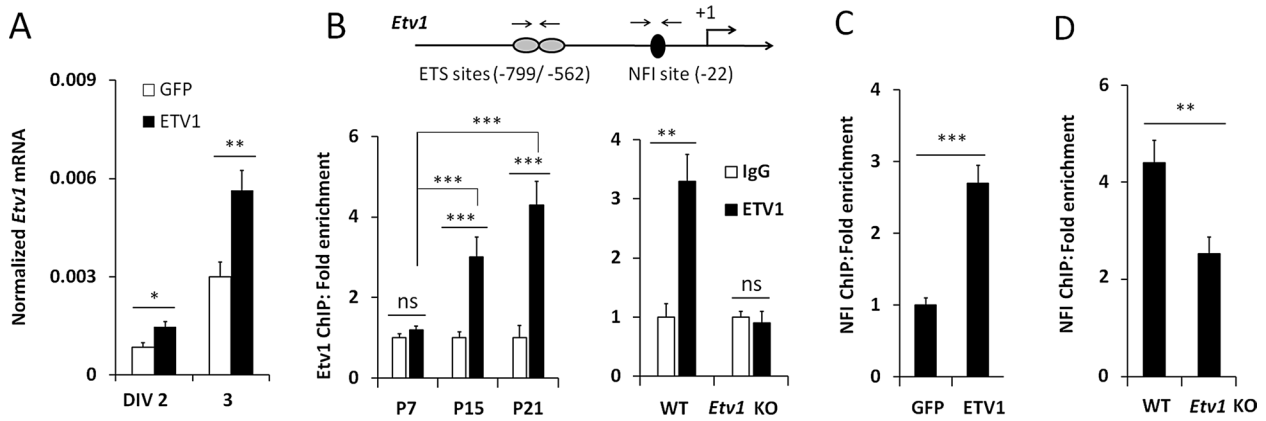 A
Normalized Etv1 mRNA
0.009
0.006
0.003
0
GFP
ETV1
*
**
DIV 2
3
B
Etv1
+1
ETS sites (-799/ -562)
NFI site (-22)
Etv1 ChIP: Fold enrichment
6
4
2
0
ns
***
***
***
***
P7
P15
P21
4
3
2
1
0
**
IgG
ETV1
ns
WT
Etv1 KO
C
NFI ChIP: Fold enrichment
4
3
2
1
0
***
GFP
ETV1
D
NFI ChIP: Fold enrichment
6
4
2
0
**
WT
Etv1 KO